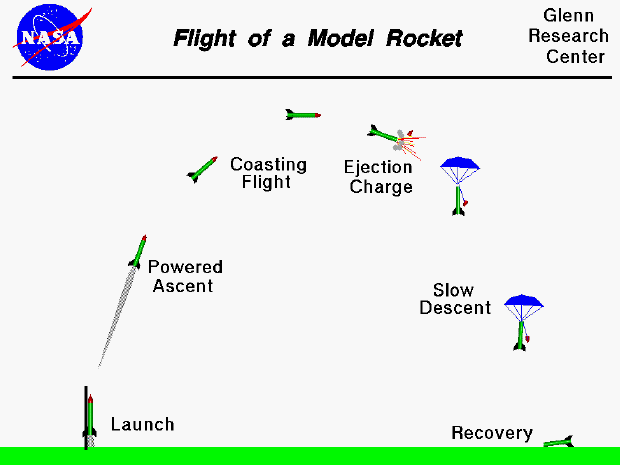 NASA
Flight of a Model Rocket
Glenn
Research
Center
Coasting
Flight
Ejection
Charge
Powered
Ascent
Slow
Descent
Launch
Recovery